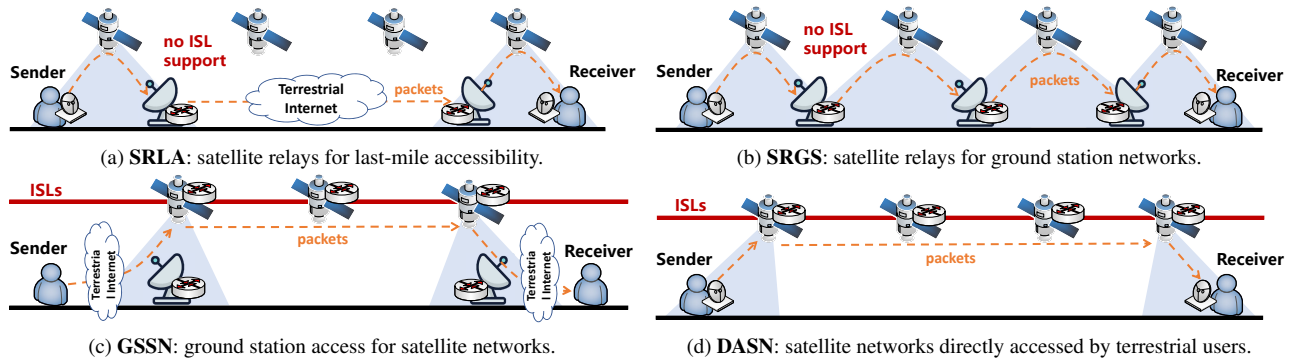 no ISL
support
Sender
Receiver
Terrestrial
Internet
packets
(a) SRLA: satellite relays for last-mile accessibility.
no ISL
support
Sender
Receiver
packets
(b) SRGS: satellite relays for ground station networks.
ISLs
packets
Sender
Receiver
Terrestria
l Internet
Terrestria
l Internet
(c) GSSN: ground station access for satellite networks.
ISLs
Sender
Receiver
packets
(d) DASN: satellite networks directly accessed by terrestrial users.